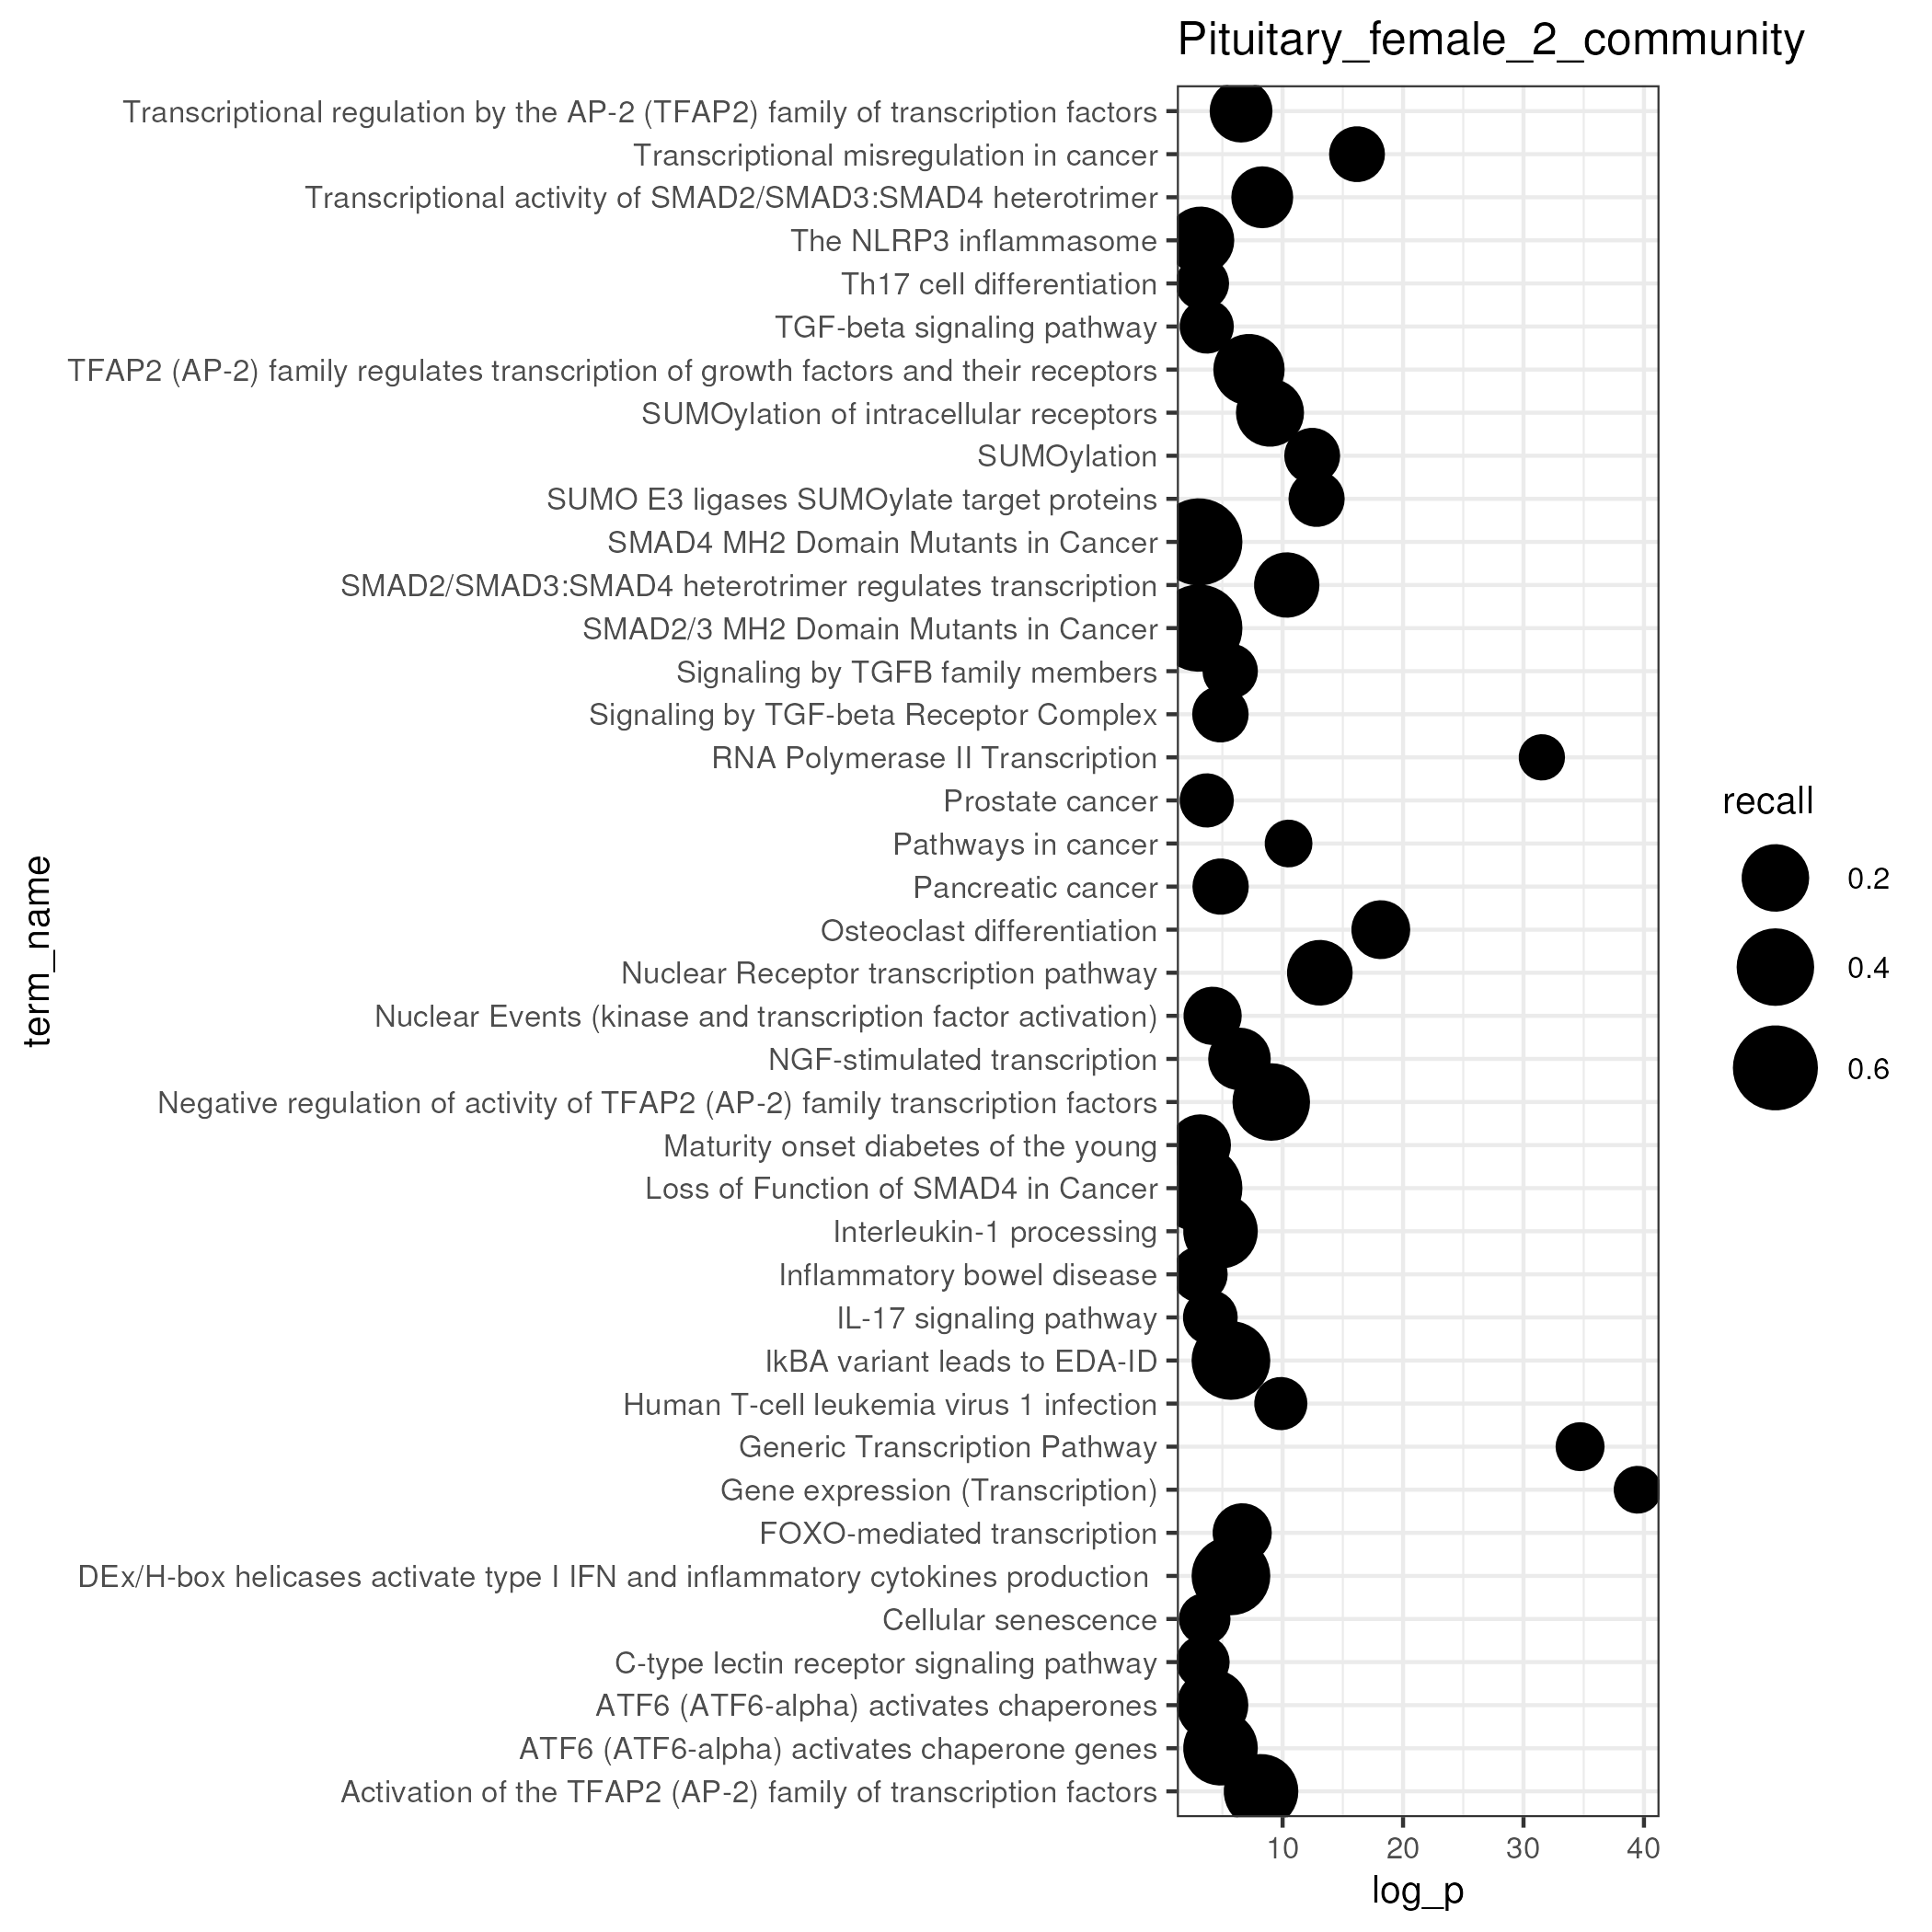 Pituitary_female_2_community
Transcriptional regulation by the AP-2 (TFAP2) family of transcription factors
Transcriptional misregulation in cancer
Transcriptional activity of SMAD2/SMAD3:SMAD4 heterotrimer
The NLRP3 inflammasome
Th17 cell differentiation
TGF-beta signaling pathway
TFAP2 (AP-2) family regulates transcription of growth factors and their receptors
SUMOylation of intracellular receptors
SUMOylation
SUMO E3 ligases SUMOylate target proteins
SMAD4 MH2 Domain Mutants in Cancer
SMAD2/SMAD3:SMAD4 heterotrimer regulates transcription
SMAD2/3 MH2 Domain Mutants in Cancer
Signaling by TGFB family members
Signaling by TGF-beta Receptor Complex
RNA Polymerase II Transcription
Prostate cancer
Pathways in cancer
Pancreatic cancer
Osteoclast differentiation
Nuclear Receptor transcription pathway
Nuclear Events (kinase and transcription factor activation)
NGF-stimulated transcription
Negative regulation of activity of TFAP2 (AP-2) family transcription factors
Maturity onset diabetes of the young
Loss of Function of SMAD4 in Cancer
Interleukin-1 processing
Inflammatory bowel disease
IL-17 signaling pathway
IkBA variant leads to EDA-ID
Human T-cell leukemia virus 1 infection
Generic Transcription Pathway
Gene expression (Transcription)
FOXO-mediated transcription
DEx/H-box helicases activate type I IFN and inflammatory cytokines production
Cellular senescence
C-type lectin receptor signaling pathway
ATF6 (ATF6-alpha) activates chaperones
ATF6 (ATF6-alpha) activates chaperone genes
Activation of the TFAP2 (AP-2) family of transcription factors
term_name
10 20 30 40
log_p
recall
0.2
0.4
0.6